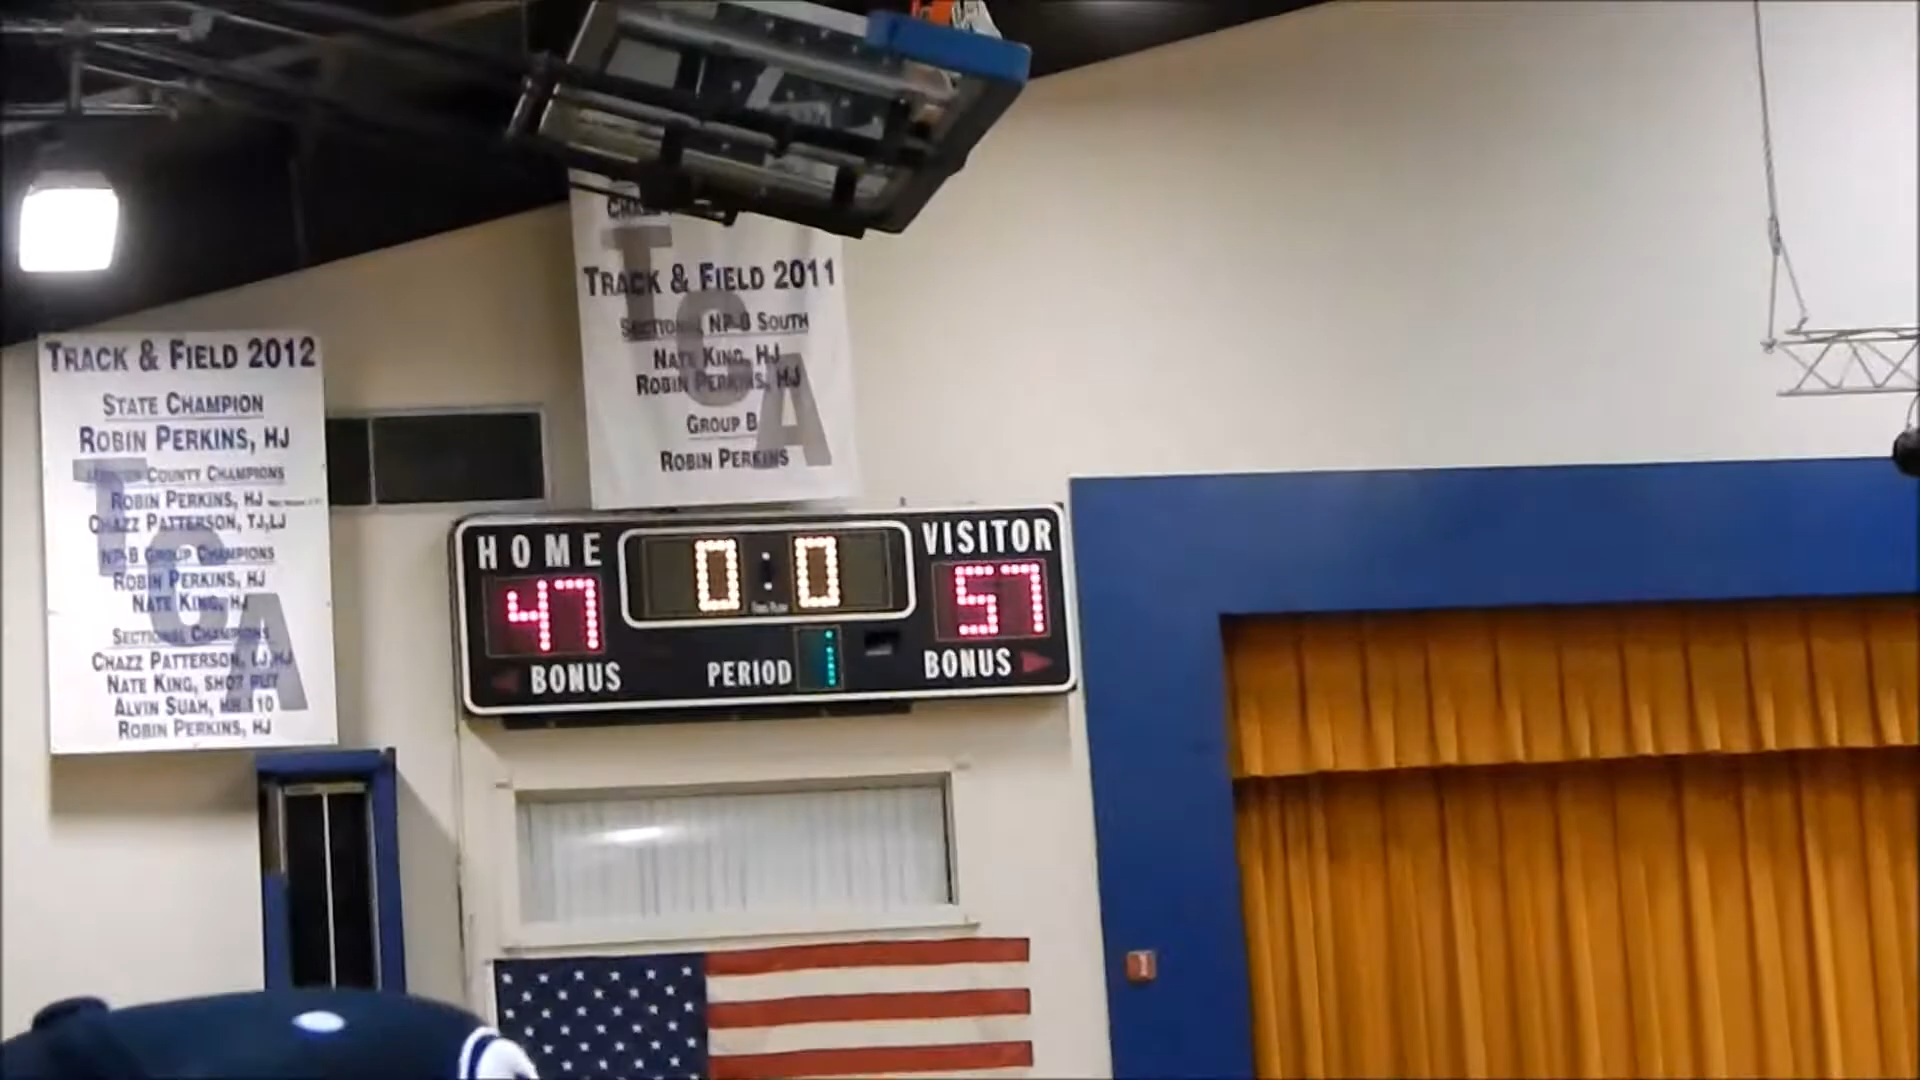 TRACK & FIELD 2012
STATE CHAMPION
ROBIN PERKINS, HJ
COUNTY CHAMPIONS
ROBIN PERKINS, HJ
CHAZZ PATTERSON, TJ,LJ
NP-B GROUP CHAMPIONS
ROBIN PERKINS, HJ
NATE KING, HJ
SECTIONAL CHAMPIONS
CHAZZ PATTERSON, LJ,HJ
NATE KING, SHOT PUT
ALVIN SUAH, HH 110
ROBIN PERKINS, HJ
TCA
TRACK & FIELD 2011
SECTIONAL NP-B SOUTH
NATE KING, HJ
ROBIN PERKINS, HJ
GROUP B
ROBIN PERKINS
TCA
HOME
47
0:0
VISITOR
57
BONUS
PERIOD 1
BONUS